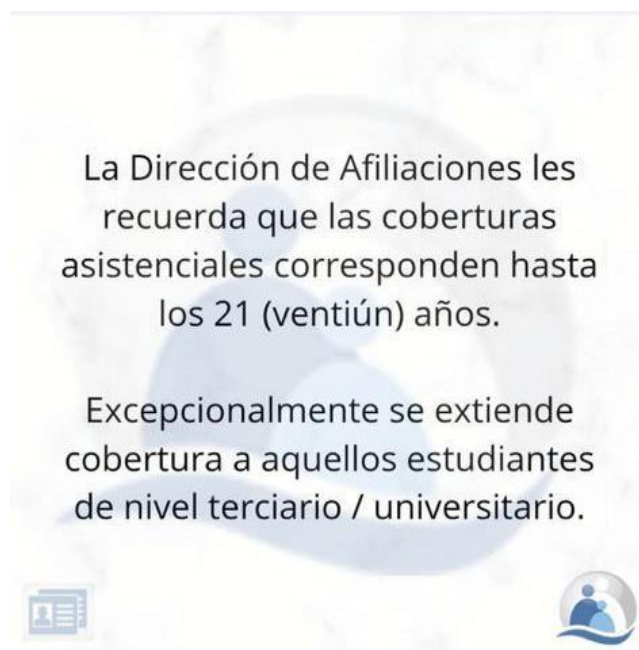 La Dirección de Afiliaciones les
recuerda que las coberturas
asistenciales corresponden hasta
los 21 (ventiún) años.
Excepcionalmente se extiende
cobertura a aquellos estudiantes
de nivel terciario / universitario.